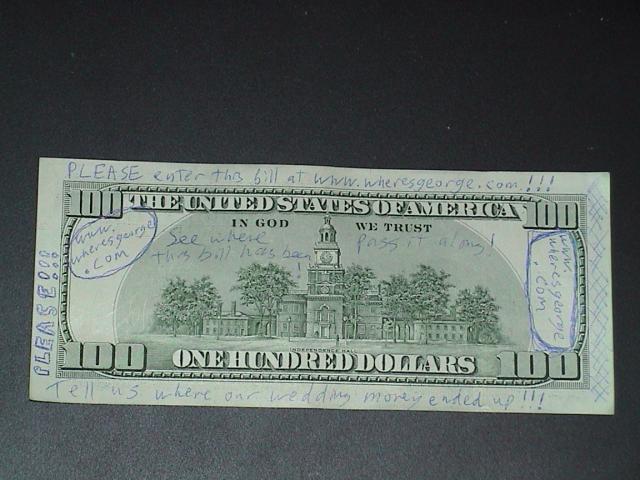 PLEASE enter this bill at www.wheresgeorge.com!!!
100 THE UNITED STATES OF AMERICA 100
IN GOD WE TRUST
www.
wheresgeorge
.com
See where
this bill has been!
Pass it along!
www.
wheresgeorge
.com
PLEASE!!!
INDEPENDENCE HALL
100 ONE HUNDRED DOLLARS 100
Tell us where our wedding money ended up!!!